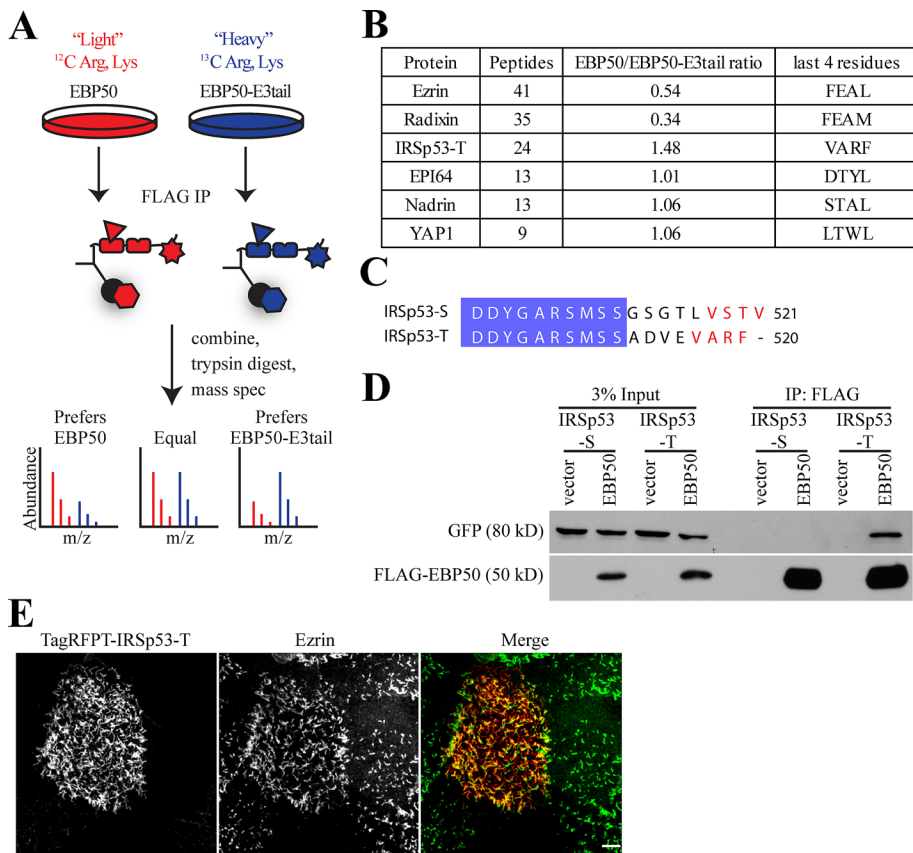 A
"Light"
¹²C Arg, Lys
EBP50
"Heavy"
¹³C Arg, Lys
EBP50-E3tail
FLAG IP
combine,
trypsin digest,
mass spec
Prefers
EBP50
Equal
Prefers
EBP50-E3tail
Abundance
m/z
m/z
m/z
B
Protein Peptides EBP50/EBP50-E3tail ratio last 4 residues
Ezrin 41 0.54 FEAL
Radixin 35 0.34 FEAM
IRSp53-T 24 1.48 VARF
EPI64 13 1.01 DTYL
Nadrin 13 1.06 STAL
YAP1 9 1.06 LTWL
C
IRSp53-S DDYGARSMSSGSGTLVSTV 521
IRSp53-T DDYGARSMSSADVEVARF - 520
D
3% Input IP: FLAG
IRSp53 IRSp53 IRSp53 IRSp53
-S -T -S -T
vector EBP50 vector EBP50 vector EBP50 vector EBP50
GFP (80 kD)
FLAG-EBP50 (50 kD)
E
TagRFPT-IRSp53-T Ezrin Merge